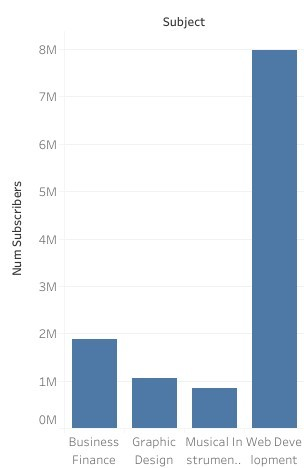 Subject
8M
7M
6M
5M
4M
3M
2M
1M
0M
Num Subscribers
Business Graphic Musical In Web Deve
Finance Design strumen.. lopment